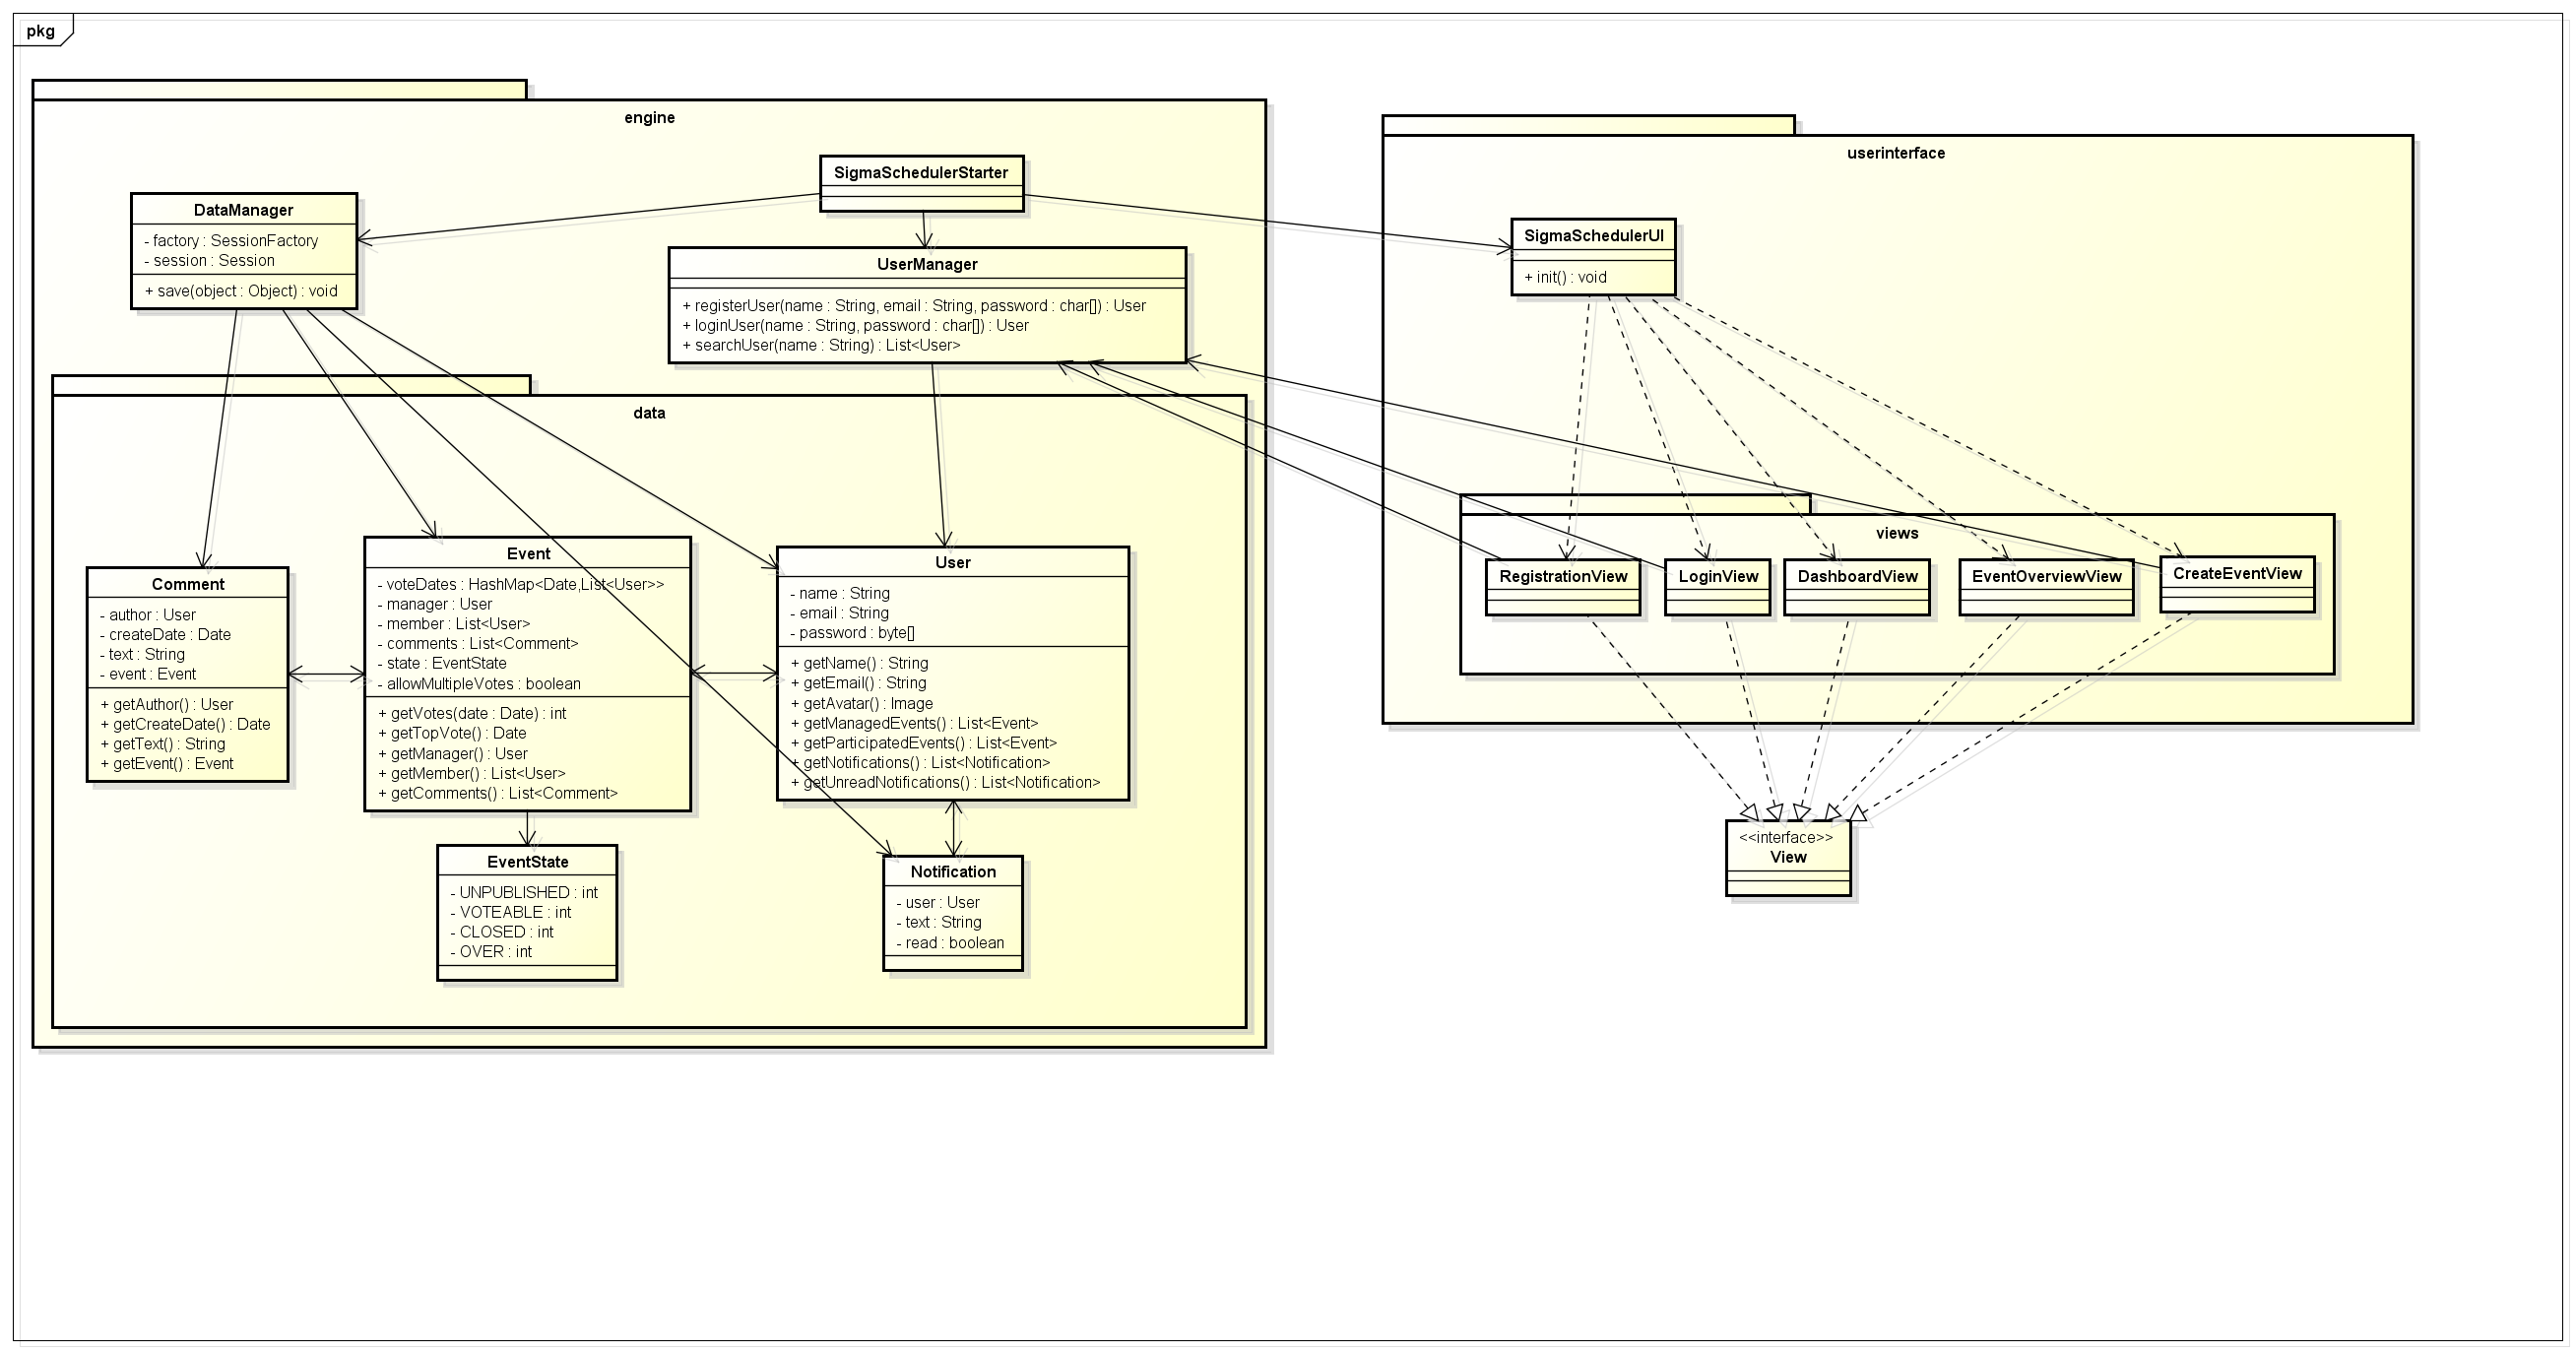 pkg
engine
SigmaSchedulerStarter
DataManager
- factory : SessionFactory
- session : Session
+ save(object : Object) : void
UserManager
+ registerUser(name : String, email : String, password : char[]) : User
+ loginUser(name : String, password : char[]) : User
+ searchUser(name : String) : List<User>
data
Comment
- author : User
- createDate : Date
- text : String
- event : Event
+ getAuthor() : User
+ getCreateDate() : Date
+ getText() : String
+ getEvent() : Event
Event
- voteDates : HashMap<Date,List<User>>
- manager : User
- member : List<User>
- comments : List<Comment>
- state : EventState
- allowMultipleVotes : boolean
+ getVotes(date : Date) : int
+ getTopVote() : Date
+ getManager() : User
+ getMember() : List<User>
+ getComments() : List<Comment>
User
- name : String
- email : String
- password : byte[]
+ getName() : String
+ getEmail() : String
+ getAvatar() : Image
+ getManagedEvents() : List<Event>
+ getParticipatedEvents() : List<Event>
+ getNotifications() : List<Notification>
+ getUnreadNotifications() : List<Notification>
EventState
- UNPUBLISHED : int
- VOTEABLE : int
- CLOSED : int
- OVER : int
Notification
- user : User
- text : String
- read : boolean
userinterface
SigmaSchedulerUI
+ init() : void
views
RegistrationView
LoginView
DashboardView
EventOverviewView
CreateEventView
<<interface>>
View